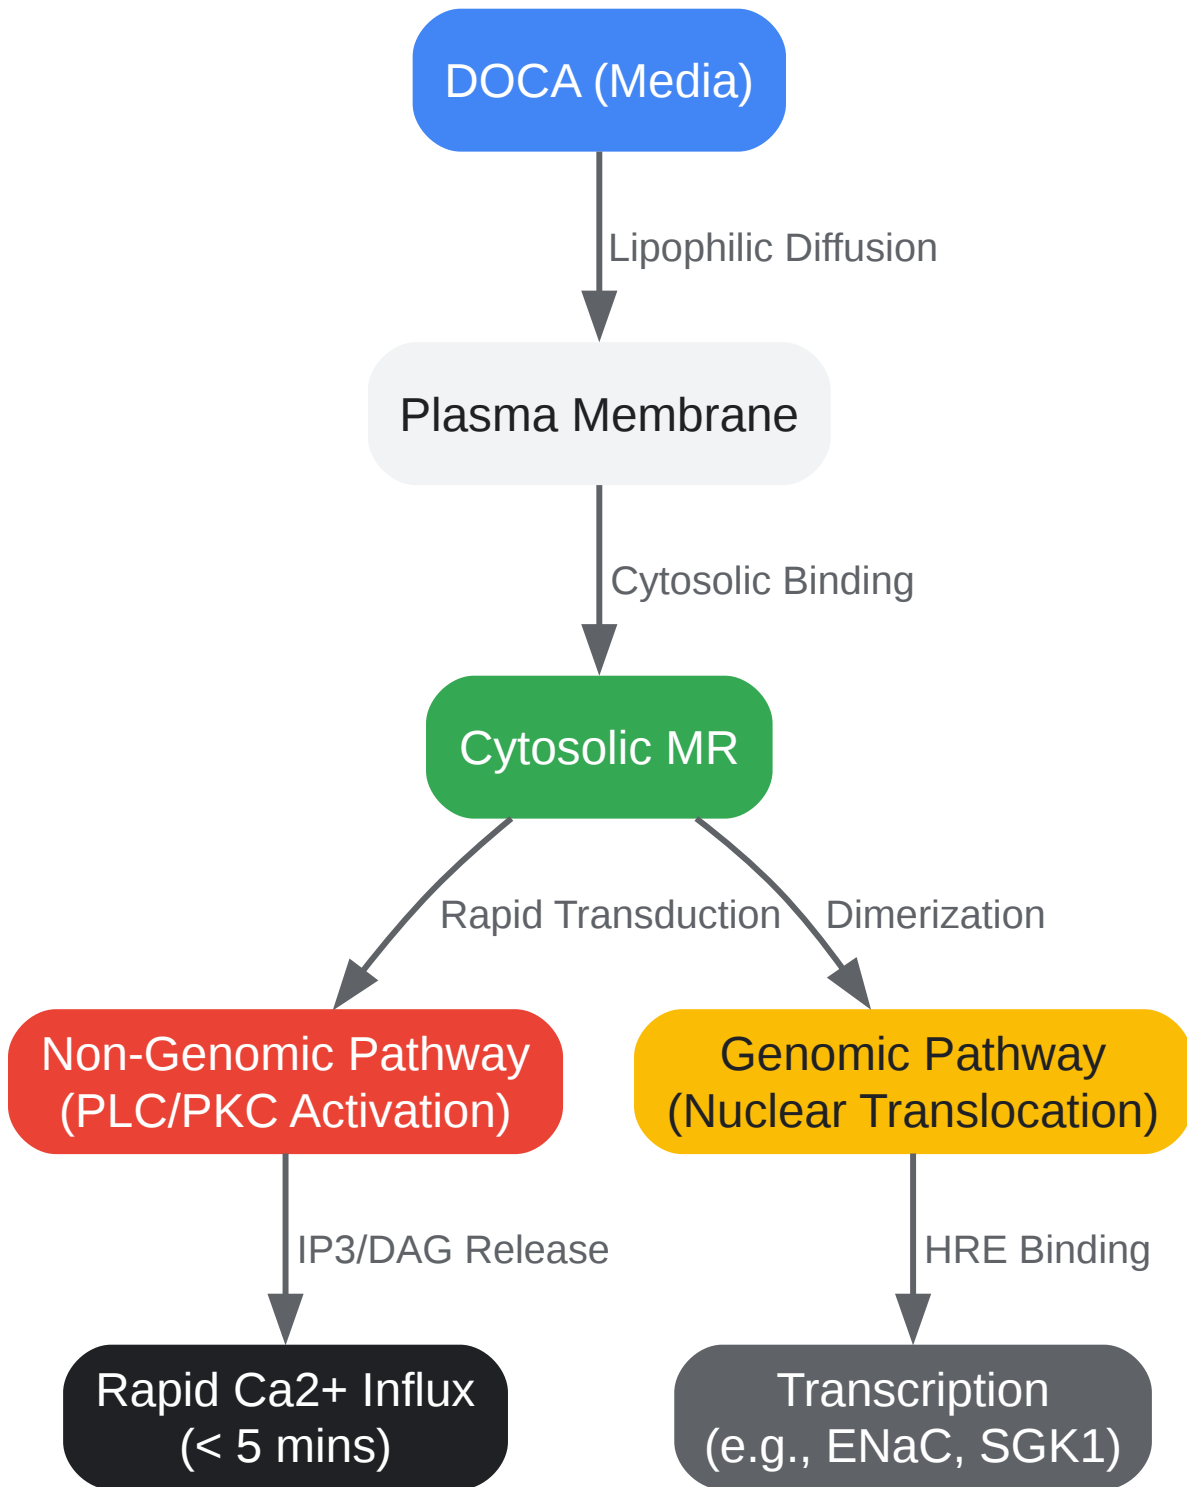 DOCA (Media)
Lipophilic Diffusion
Plasma Membrane
Cytosolic Binding
Cytosolic MR
Rapid Transduction
Dimerization
Non-Genomic Pathway
(PLC/PKC Activation)
Genomic Pathway
(Nuclear Translocation)
IP3/DAG Release
HRE Binding
Rapid Ca2+ Influx
(< 5 mins)
Transcription
(e.g., ENaC, SGK1)